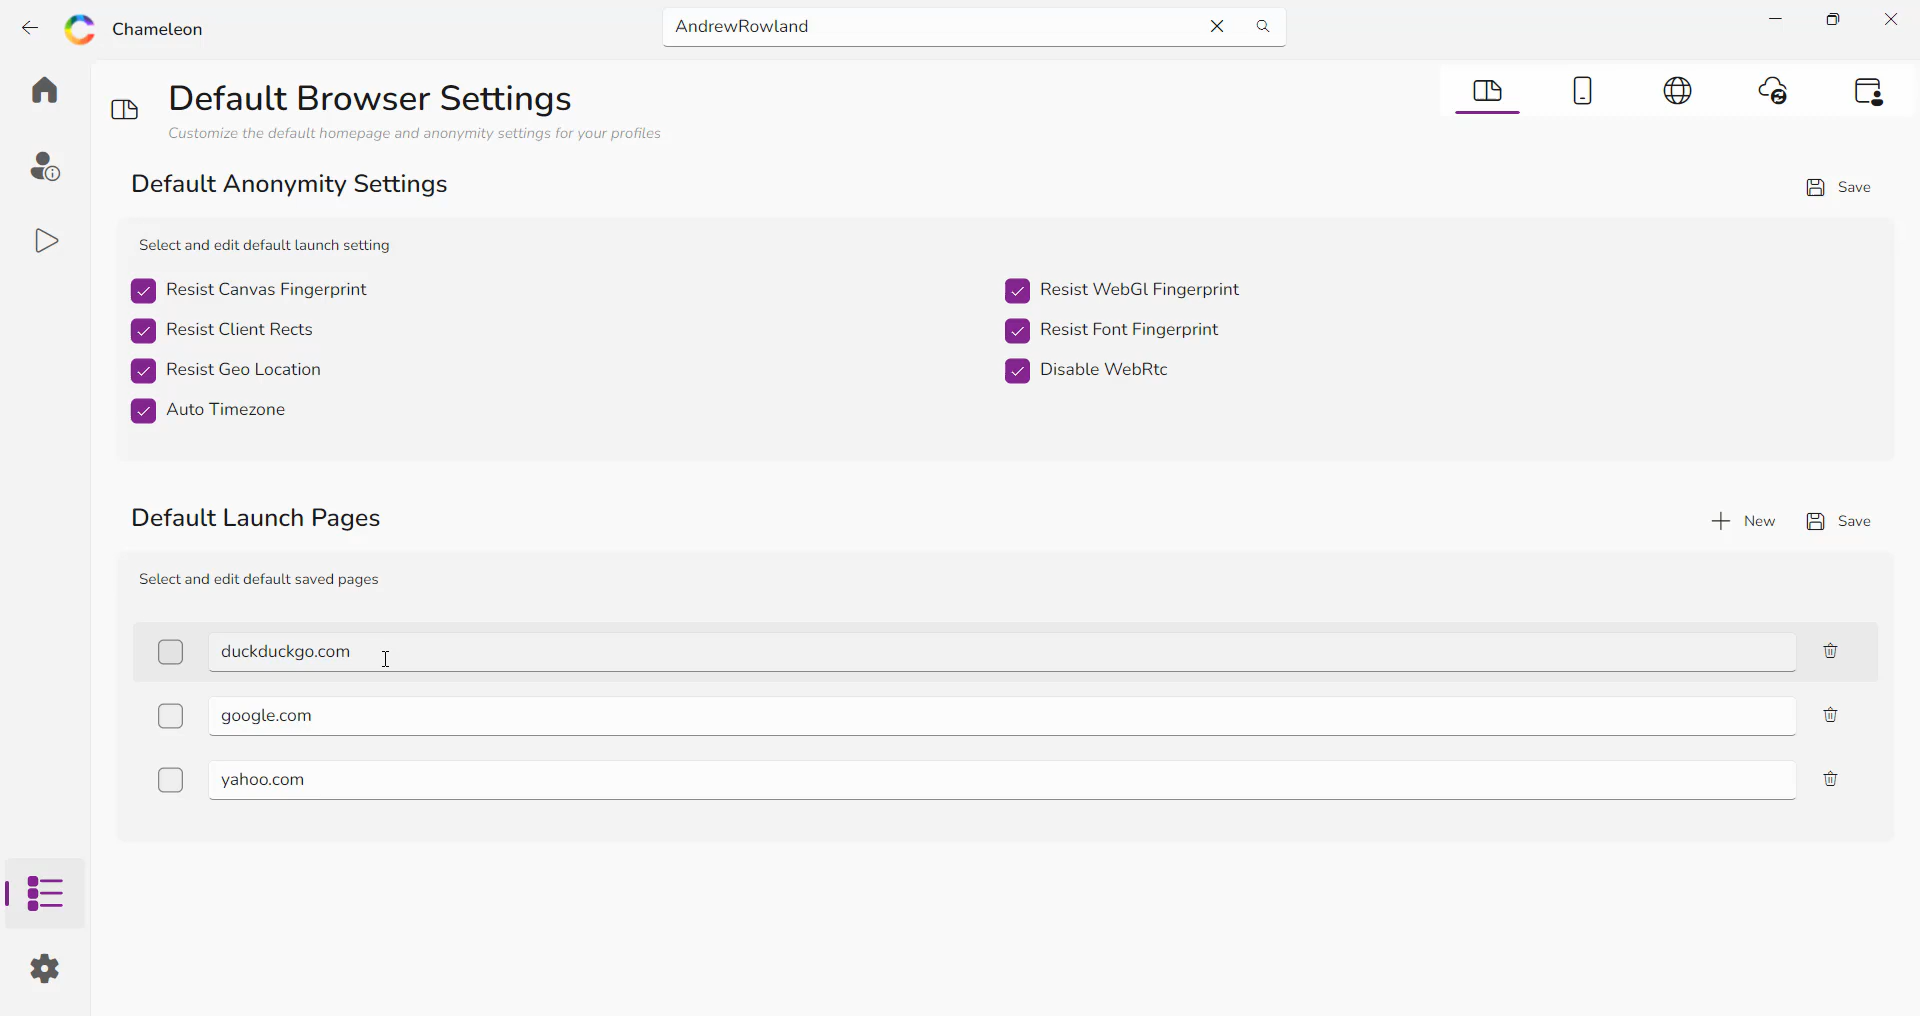 Chameleon
AndrewRowland
Default Browser Settings
Customize the default homepage and anonymity settings for your profiles
Default Anonymity Settings
Save
Select and edit default launch setting
Resist Canvas Fingerprint
Resist WebGl Fingerprint
Resist Client Rects
Resist Font Fingerprint
Resist Geo Location
Disable WebRtc
Auto Timezone
Default Launch Pages
New
Save
Select and edit default saved pages
duckduckgo.com
google.com
yahoo.com